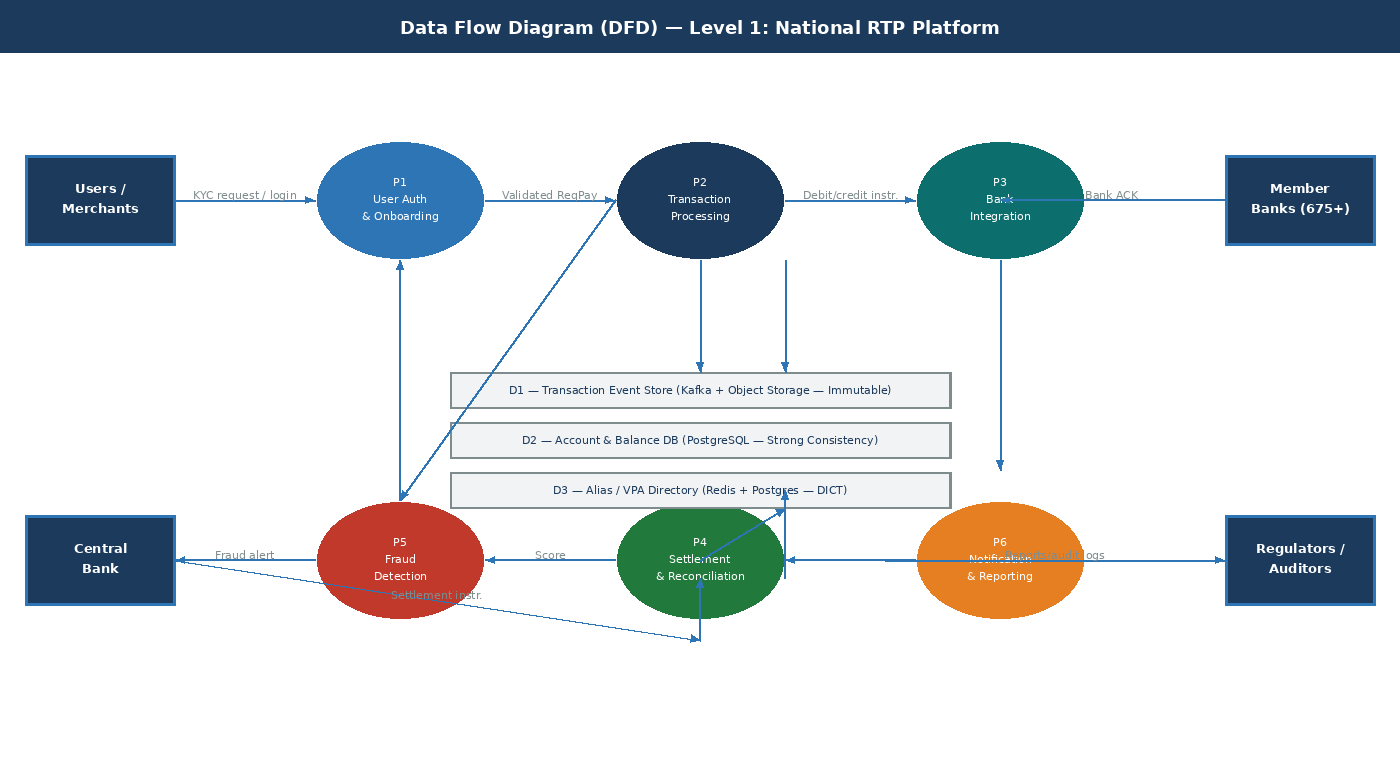 Data Flow Diagram (DFD) — Level 1: National RTP Platform
Users /
Merchants
KYC request / login
P1
User Auth
& Onboarding
Validated ReqPay
P2
Transaction
Processing
Debit/credit instr.
P3
Bank
Integration
Bank ACK
Member
Banks (675+)
D1 — Transaction Event Store (Kafka + Object Storage — Immutable)
D2 — Account & Balance DB (PostgreSQL — Strong Consistency)
D3 — Alias / VPA Directory (Redis + Postgres — DICT)
Central
Bank
Fraud alert
P5
Fraud
Detection
Settlement instr.
Score
P4
Settlement
& Reconciliation
P6
Notification
& Reporting
logs
Regulators /
Auditors